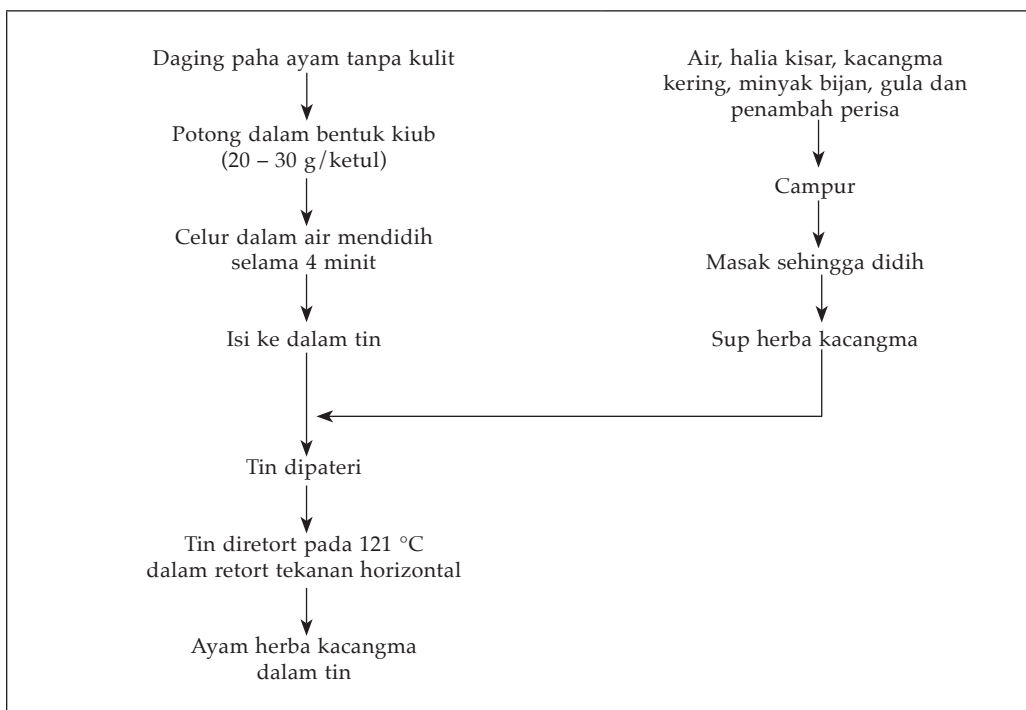 Daging paha ayam tanpa kulit
Potong dalam bentuk kiub
(20 – 30 g/ketul)
Celur dalam air mendidih
selama 4 minit
Isi ke dalam tin
Air, halia kisar, kacangma
kering, minyak bijan, gula dan
penambah perisa
Campur
Masak sehingga didih
Sup herba kacangma
Tin dipateri
Tin diretort pada 121 °C
dalam retort tekanan horizontal
Ayam herba kacangma
dalam tin